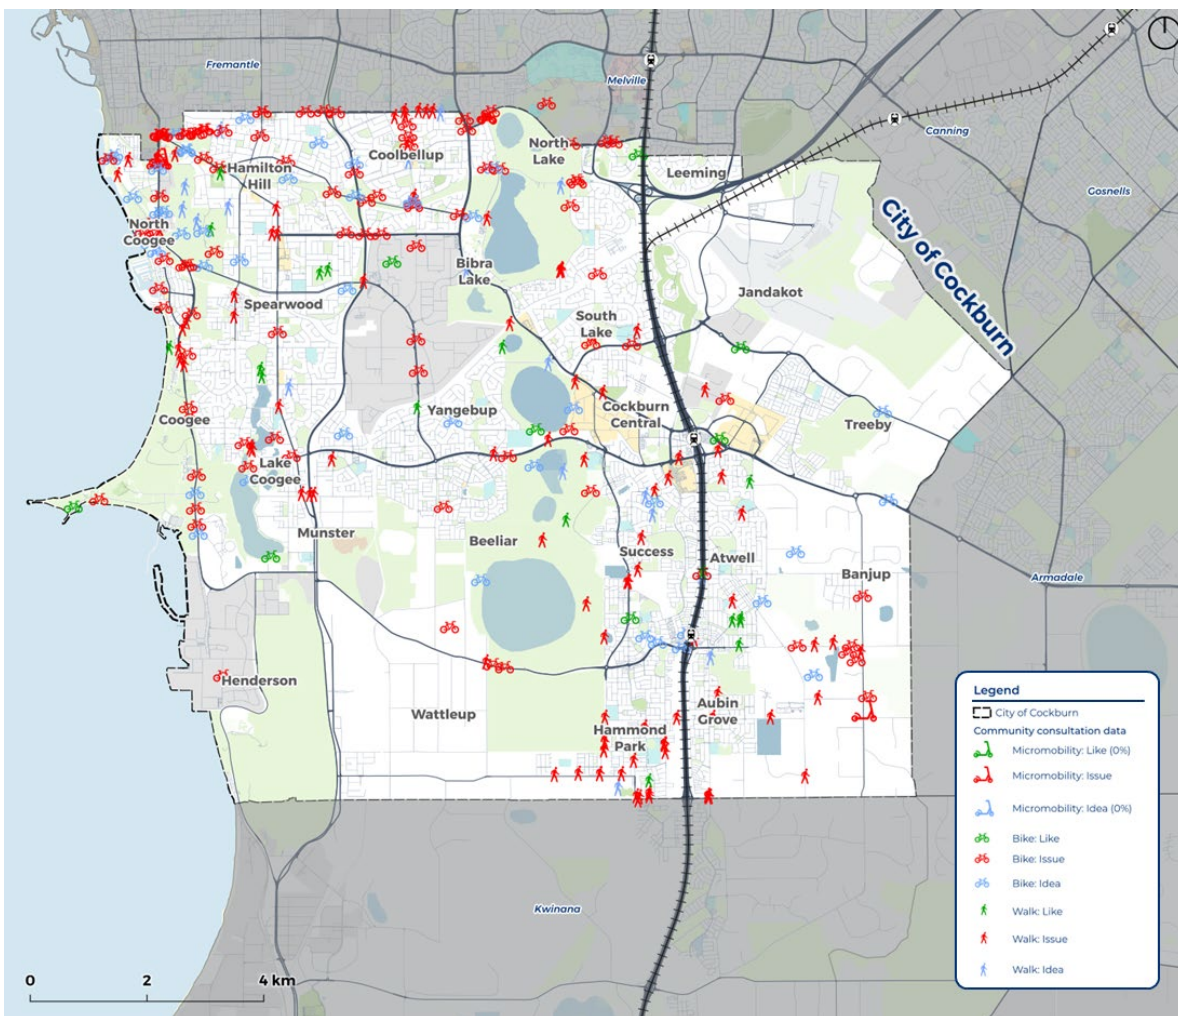 Fremantle
Melville
Canning
Gosnells
City of Cockburn
North
Lake
Leeming
Coolbellup
Hamilton
Hill
North
Coogee
Bibra
Lake
Spearwood
Jandakot
South
Lake
Coogee
Yangebup
Cockburn
Central
Treeby
Lake
Coogee
Munster
Beeliar
Success
Atwell
Banjup
Armadale
Henderson
Wattleup
Aubin
Grove
Hammond
Park
Kwinana
0
2
4 km
Legend
City of Cockburn
Community consultation data
Micromobility: Like (0%)
Micromobility: Issue
Micromobility: Idea (0%)
Bike: Like
Bike: Issue
Bike: Idea
Walk: Like
Walk: Issue
Walk: Idea